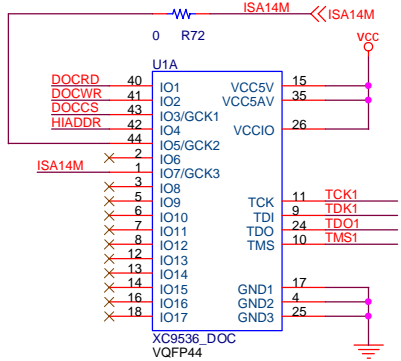 ISA14M
ISA14M
0 R72
VCC
U1A
DOCRD 40 IO1 VCC5V 15
DOCWR 41 IO2 VCC5AV 35
DOCCS 43 IO3/GCK1
HIADDR 42 IO4 VCCIO 26
44 IO5/GCK2
2 IO6
ISA14M 1 IO7/GCK3
3 IO8
5 IO9 TCK 11 TCK1
6 IO10 TDI 9 TDK1
7 IO11 TDO 24 TDO1
8 IO12 TMS 10 TMS1
12 IO13
13 IO14
14 IO15 GND1 17
16 IO16 GND2 4
18 IO17 GND3 25
XC9536_DOC
VQFP44